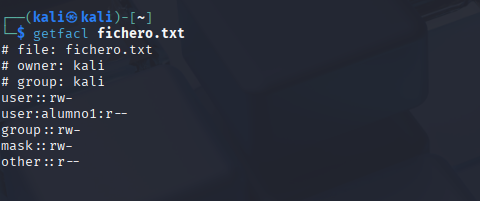 ┌──(kali㉿kali)-[~]
└─$ getfacl fichero.txt
# file: fichero.txt
# owner: kali
# group: kali
user::rw-
user:alumno1:r--
group::rw-
mask::rw-
other::r--